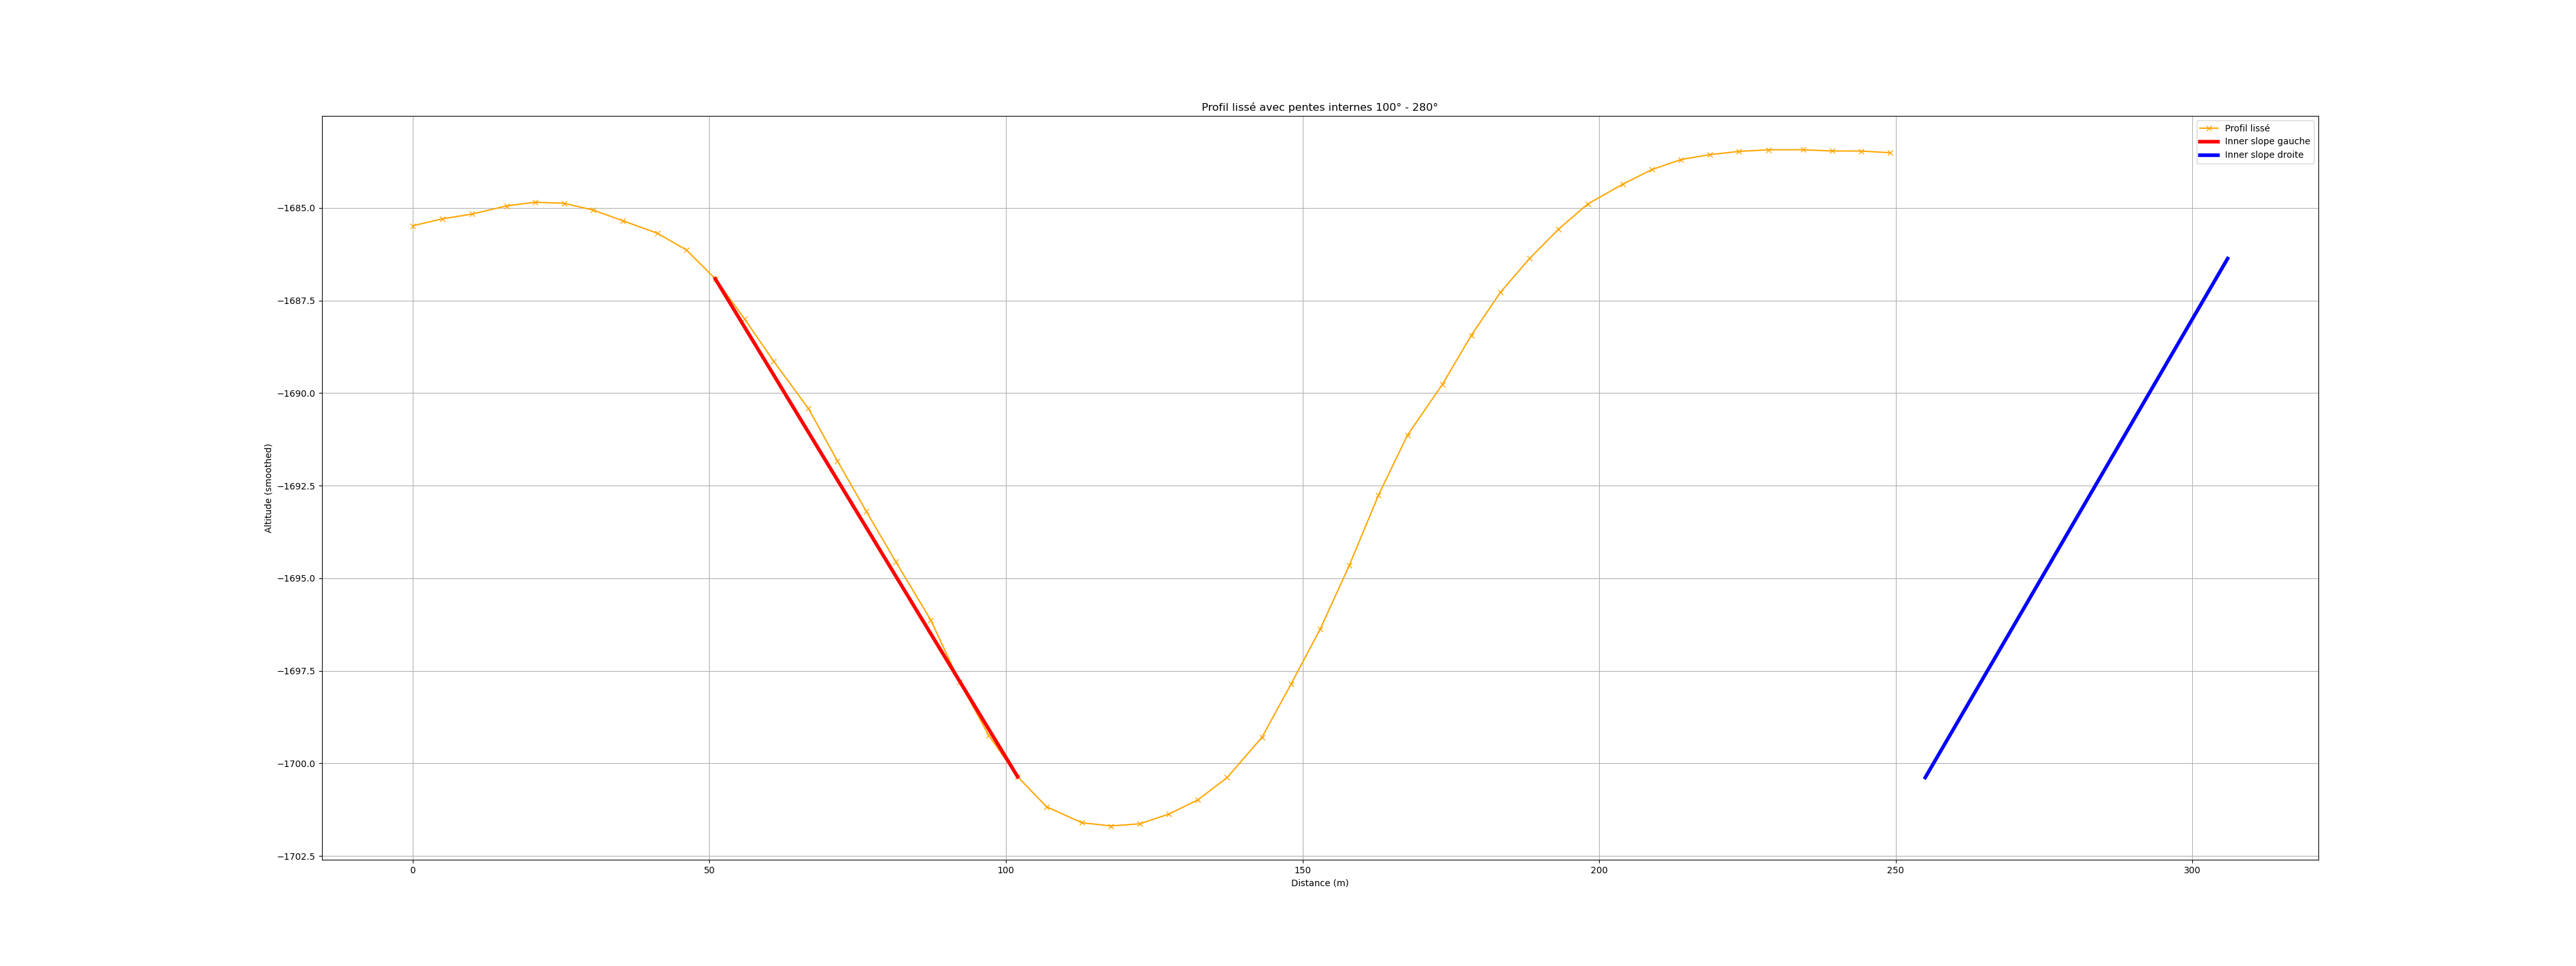 Profil lissé avec pentes internes 100° - 280°
Profil lissé
Inner slope gauche
Inner slope droite
−1685.0
−1687.5
−1690.0
−1692.5
−1695.0
−1697.5
−1700.0
−1702.5
Altitude (smoothed)
0 50 100 150 200 250 300
Distance (m)